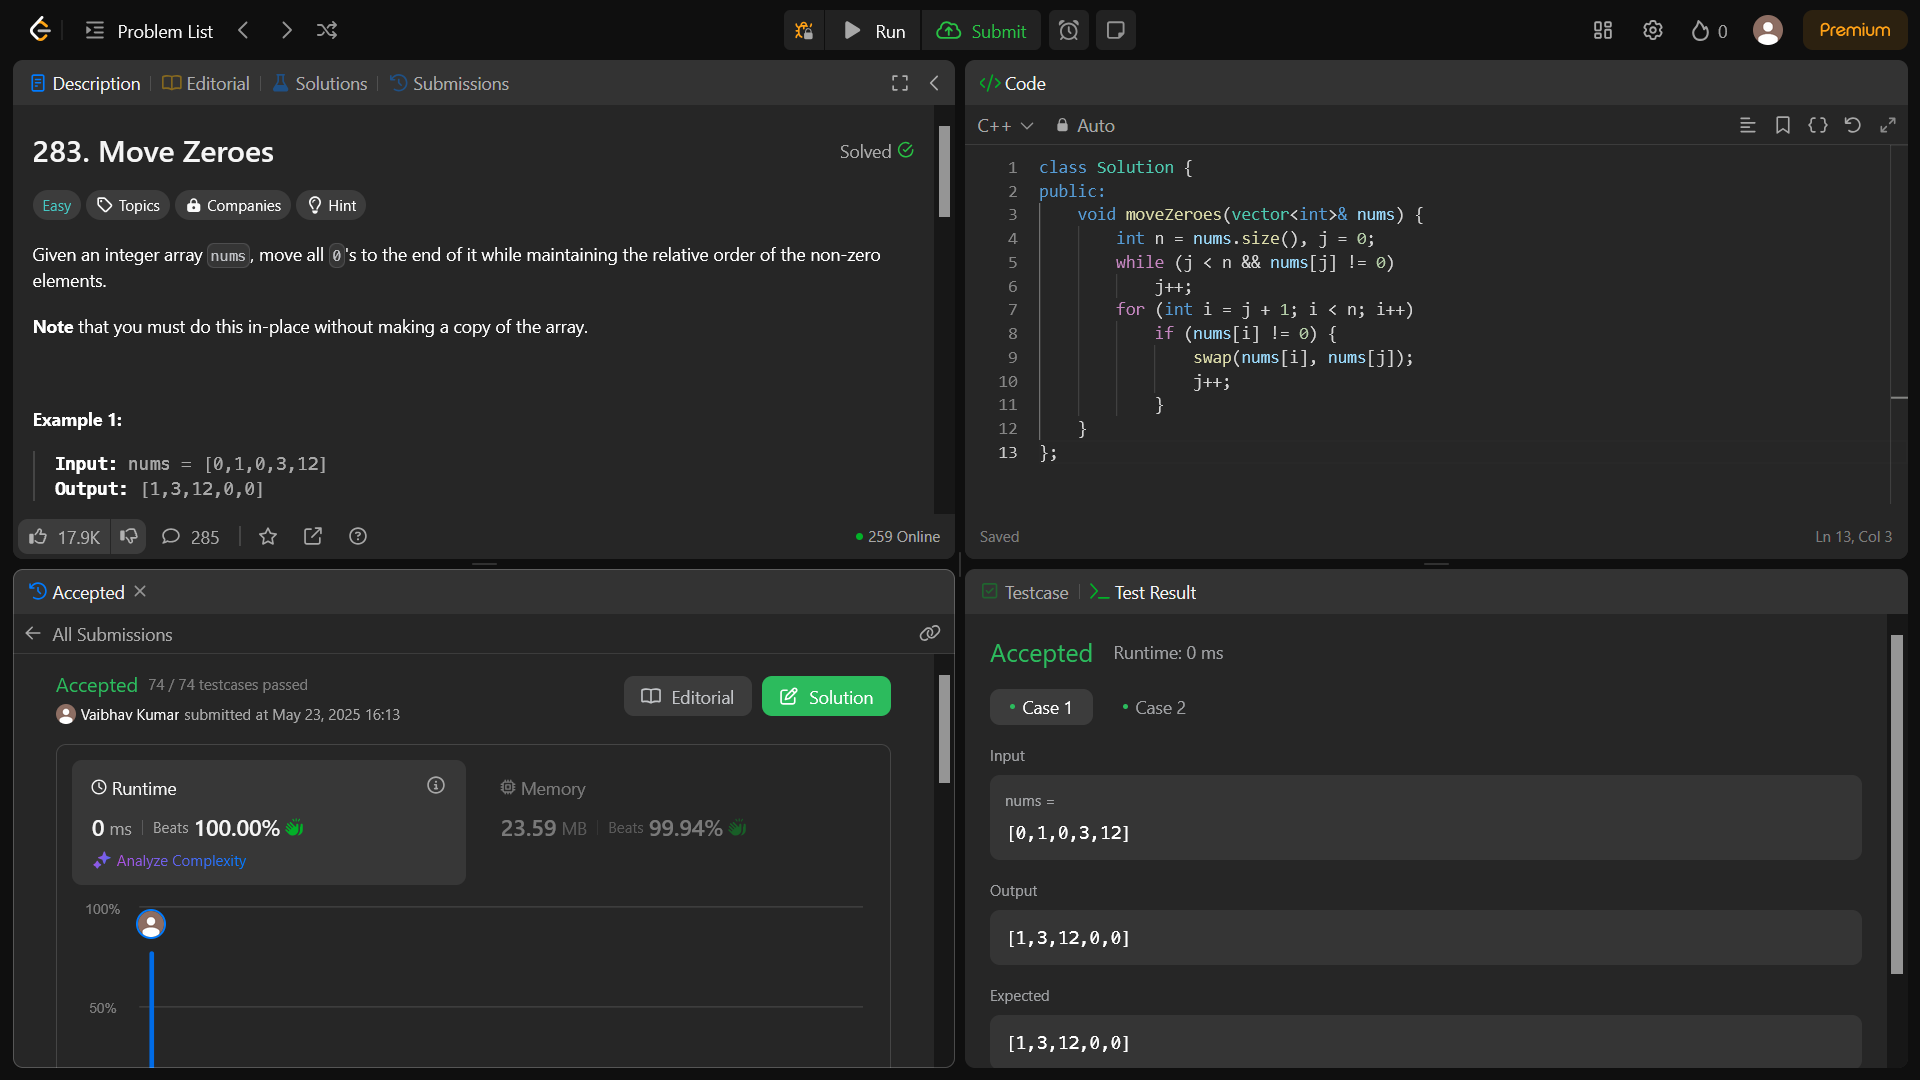 Problem List
Run
Submit
0
Premium
Description
Editorial
Solutions
Submissions
283. Move Zeroes
Solved
Easy
Topics
Companies
Hint
Given an integer array nums, move all 0's to the end of it while maintaining the relative order of the non-zero
elements.
Note that you must do this in-place without making a copy of the array.
Example 1:
Input: nums = [0,1,0,3,12]
Output: [1,3,12,0,0]
17.9K
285
259 Online
</> Code
C++
Auto
1 class Solution {
2 public:
3 void moveZeroes(vector<int>& nums) {
4 int n = nums.size(), j = 0;
5 while (j < n && nums[j] != 0)
6 j++;
7 for (int i = j + 1; i < n; i++)
8 if (nums[i] != 0) {
9 swap(nums[i], nums[j]);
10 j++;
11 }
12 }
13 };
Saved
Ln 13, Col 3
Accepted
All Submissions
Accepted 74 / 74 testcases passed
Vaibhav Kumar submitted at May 23, 2025 16:13
Editorial
Solution
Runtime
0 ms
Beats 100.00%
Analyze Complexity
Memory
23.59 MB
Beats 99.94%
100%
50%
Testcase
Test Result
Accepted
Runtime: 0 ms
Case 1
Case 2
Input
nums =
[0,1,0,3,12]
Output
[1,3,12,0,0]
Expected
[1,3,12,0,0]